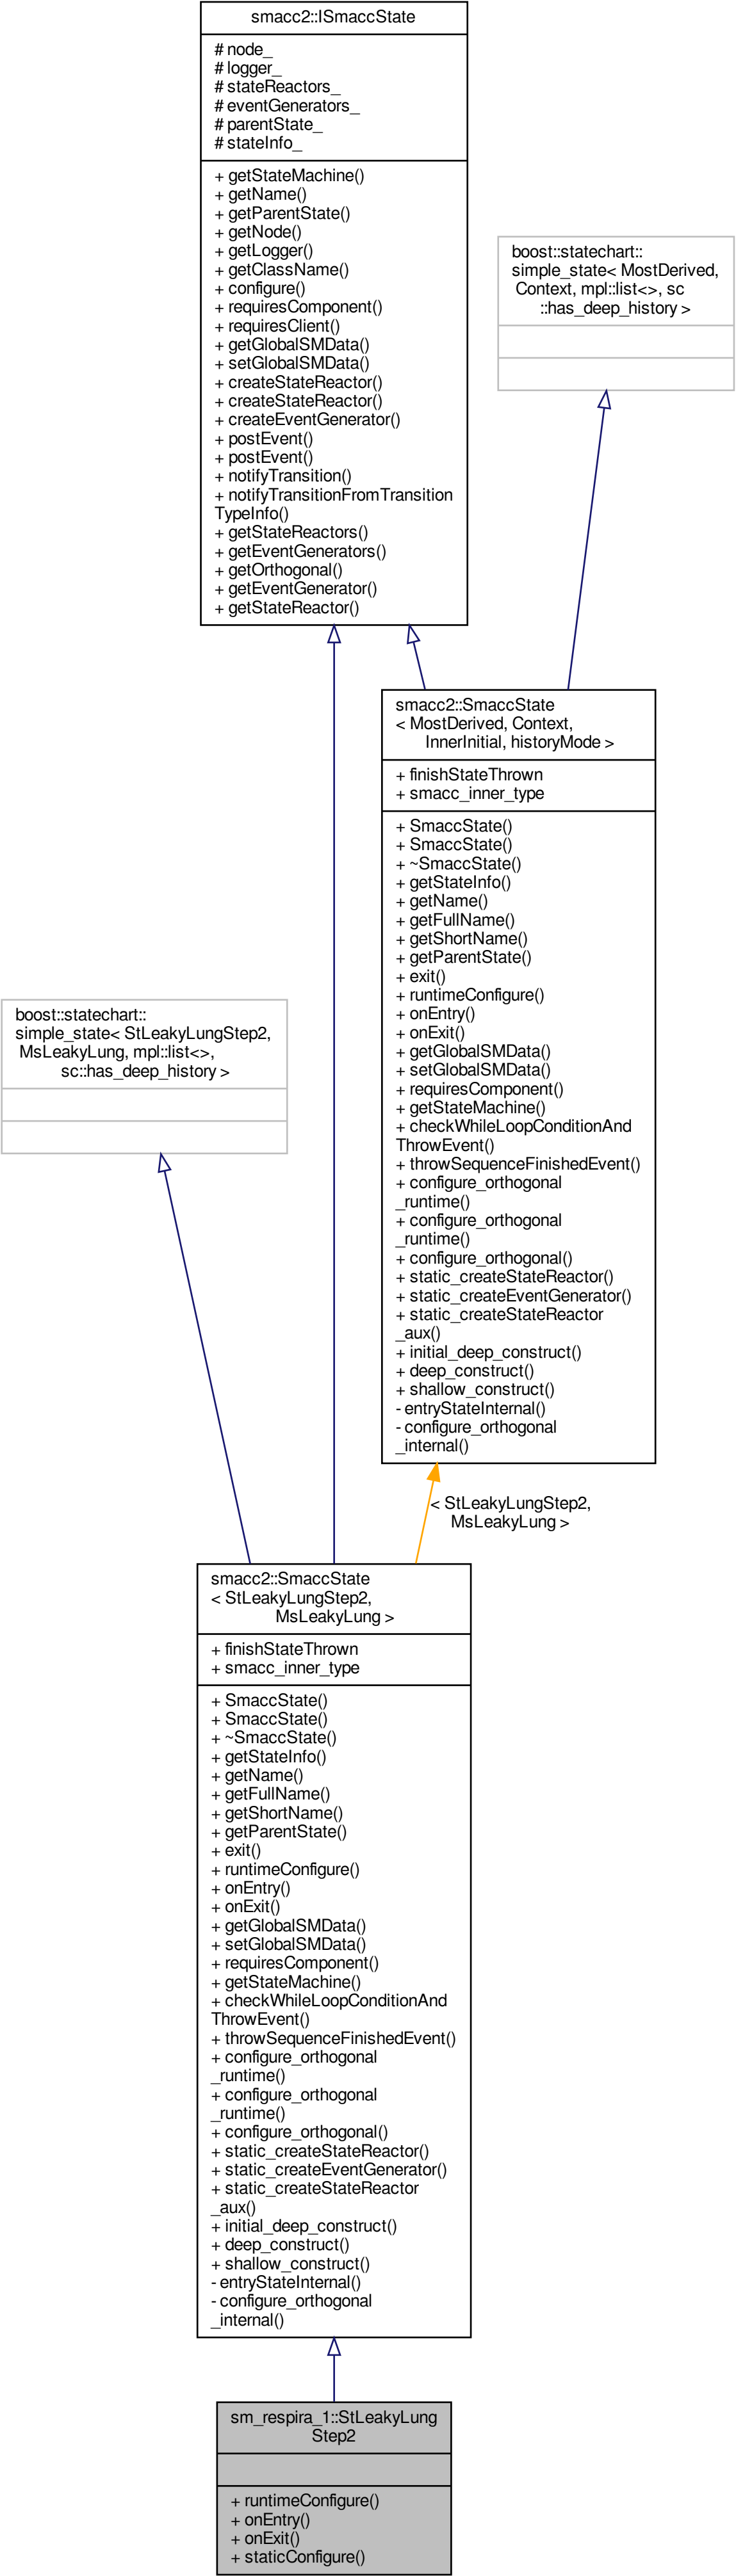 smacc2::ISmaccState
# node_
# logger_
# stateReactors_
# eventGenerators_
# parentState_
# stateInfo_
+ getStateMachine()
+ getName()
+ getParentState()
+ getNode()
+ getLogger()
+ getClassName()
+ configure()
+ requiresComponent()
+ requiresClient()
+ getGlobalSMData()
+ setGlobalSMData()
+ createStateReactor()
+ createStateReactor()
+ createEventGenerator()
+ postEvent()
+ postEvent()
+ notifyTransition()
+ notifyTransitionFromTransition
TypeInfo()
+ getStateReactors()
+ getEventGenerators()
+ getOrthogonal()
+ getEventGenerator()
+ getStateReactor()
boost::statechart::
simple_state< MostDerived,
Context, mpl::list<>, sc
::has_deep_history >
smacc2::SmaccState
< MostDerived, Context,
InnerInitial, historyMode >
+ finishStateThrown
+ smacc_inner_type
+ SmaccState()
+ SmaccState()
+ ~SmaccState()
+ getStateInfo()
+ getName()
+ getFullName()
+ getShortName()
+ getParentState()
+ exit()
+ runtimeConfigure()
+ onEntry()
+ onExit()
+ getGlobalSMData()
+ setGlobalSMData()
+ requiresComponent()
+ getStateMachine()
+ checkWhileLoopConditionAnd
ThrowEvent()
+ throwSequenceFinishedEvent()
+ configure_orthogonal
_runtime()
+ configure_orthogonal
_runtime()
+ configure_orthogonal()
+ static_createStateReactor()
+ static_createEventGenerator()
+ static_createStateReactor
_aux()
+ initial_deep_construct()
+ deep_construct()
+ shallow_construct()
- entryStateInternal()
- configure_orthogonal
_internal()
boost::statechart::
simple_state< StLeakyLungStep2,
MsLeakyLung, mpl::list<>,
sc::has_deep_history >
< StLeakyLungStep2,
MsLeakyLung >
smacc2::SmaccState
< StLeakyLungStep2,
MsLeakyLung >
+ finishStateThrown
+ smacc_inner_type
+ SmaccState()
+ SmaccState()
+ ~SmaccState()
+ getStateInfo()
+ getName()
+ getFullName()
+ getShortName()
+ getParentState()
+ exit()
+ runtimeConfigure()
+ onEntry()
+ onExit()
+ getGlobalSMData()
+ setGlobalSMData()
+ requiresComponent()
+ getStateMachine()
+ checkWhileLoopConditionAnd
ThrowEvent()
+ throwSequenceFinishedEvent()
+ configure_orthogonal
_runtime()
+ configure_orthogonal
_runtime()
+ configure_orthogonal()
+ static_createStateReactor()
+ static_createEventGenerator()
+ static_createStateReactor
_aux()
+ initial_deep_construct()
+ deep_construct()
+ shallow_construct()
- entryStateInternal()
- configure_orthogonal
_internal()
sm_respira_1::StLeakyLung
Step2
+ runtimeConfigure()
+ onEntry()
+ onExit()
+ staticConfigure()